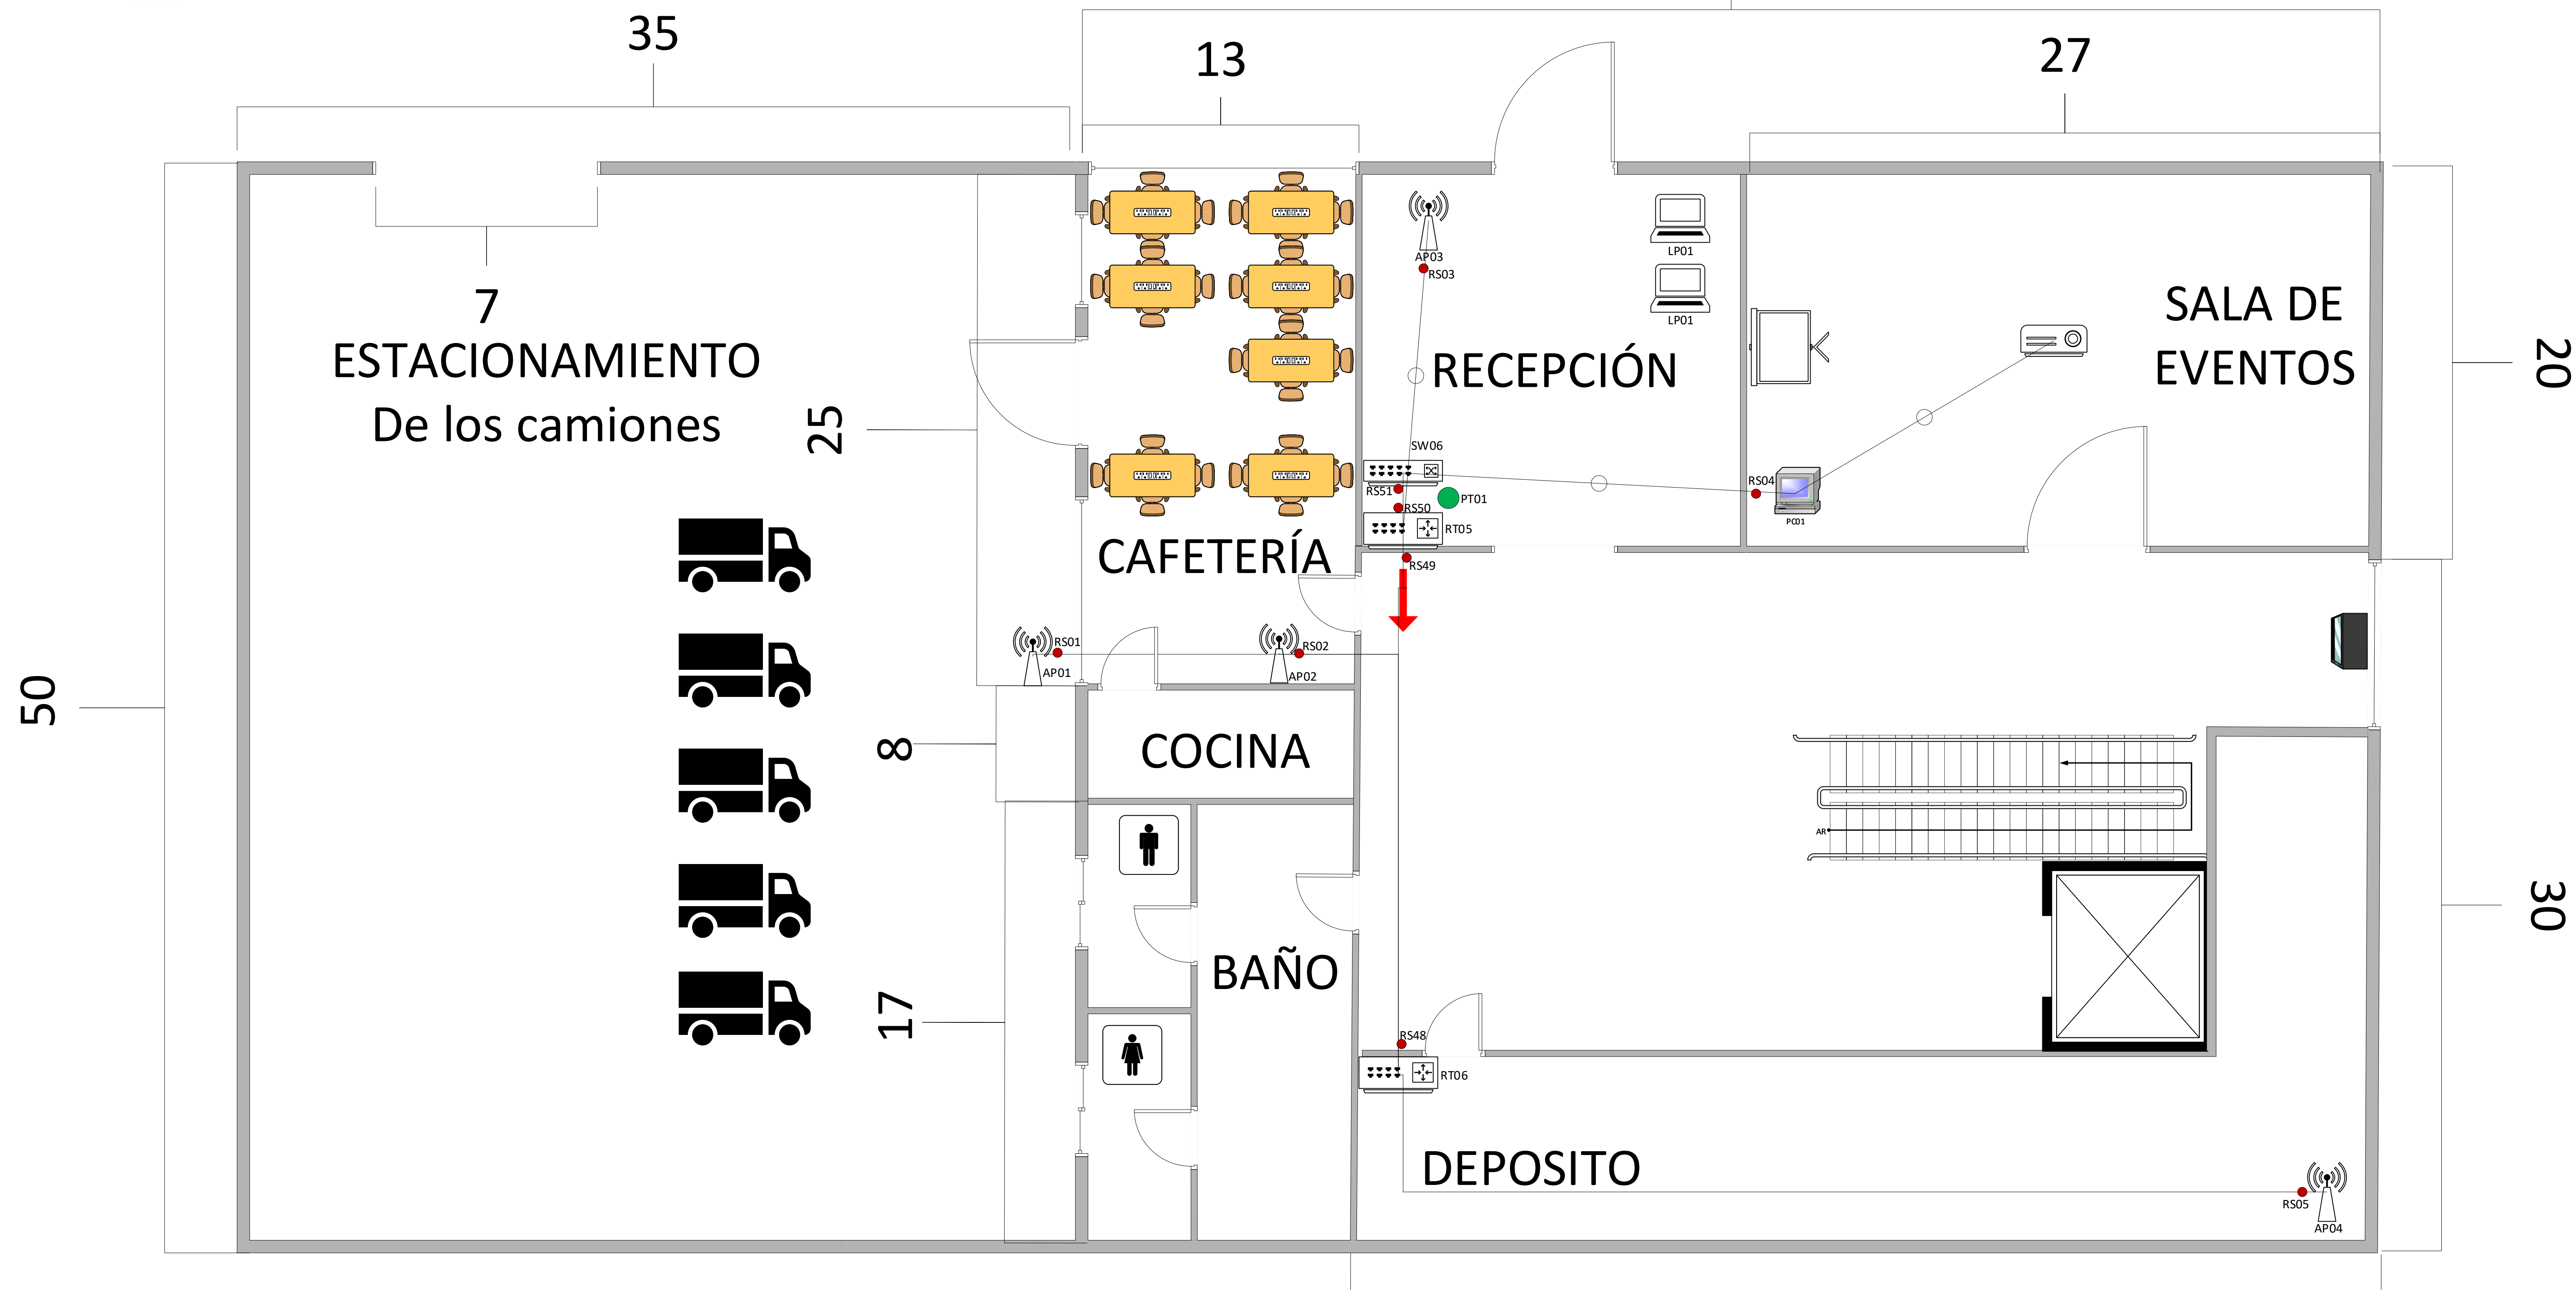 35
13
27
7
ESTACIONAMIENTO
De los camiones
25
50
8
17
CAFETERÍA
COCINA
BAÑO
AP03
RS03
LP01
LP01
RECEPCIÓN
SALA DE
EVENTOS
20
SW06
RS51
PT01
RS50
RT05
RS49
RS04
PC01
RS01
AP01
RS02
AP02
AR
30
RS48
RT06
DEPOSITO
RS05
AP04